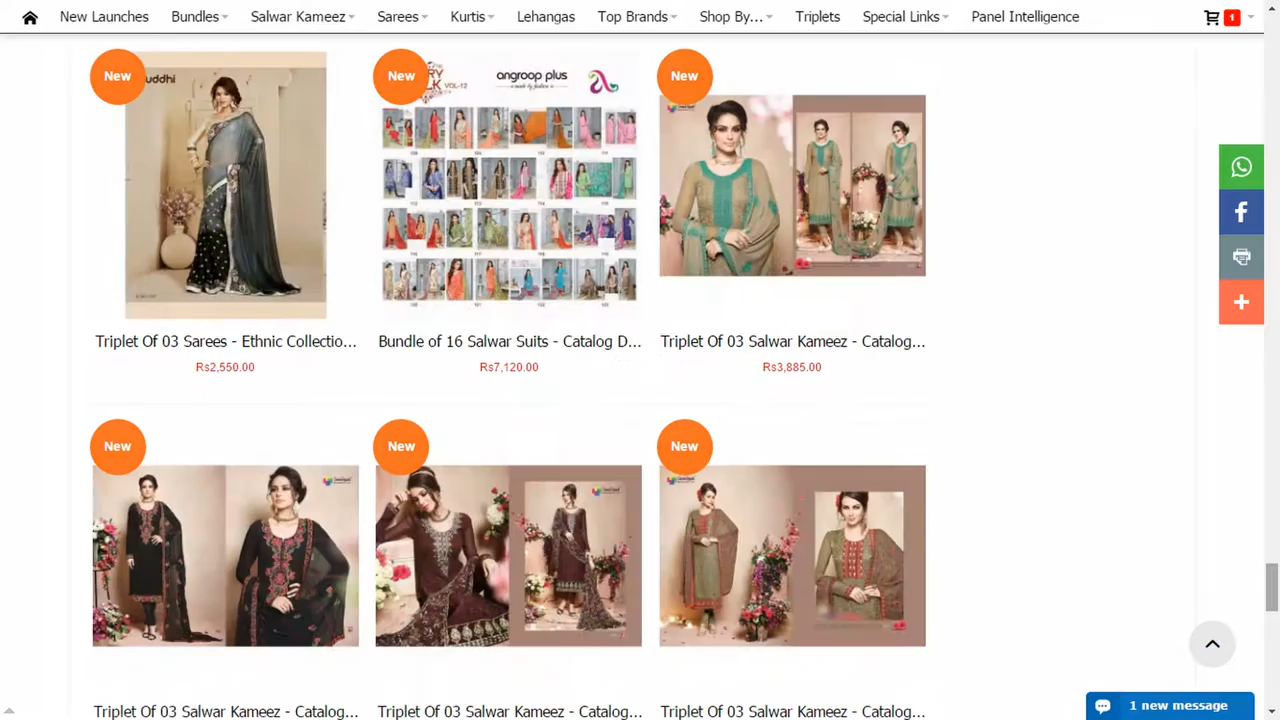 New Launches Bundles Salwar Kameez Sarees Kurtis Lehangas Top Brands Shop By... Triplets Special Links Panel Intelligence 1
New
New
New
VOL-12
angroop plus
Triplet Of 03 Sarees - Ethnic Collectio...
Bundle of 16 Salwar Suits - Catalog D...
Triplet Of 03 Salwar Kameez - Catalog...
Rs2,550.00
Rs7,120.00
Rs3,885.00
New
New
New
Triplet Of 03 Salwar Kameez - Catalog...
Triplet Of 03 Salwar Kameez - Catalog...
Triplet Of 03 Salwar Kameez - Catalog...
1 new message